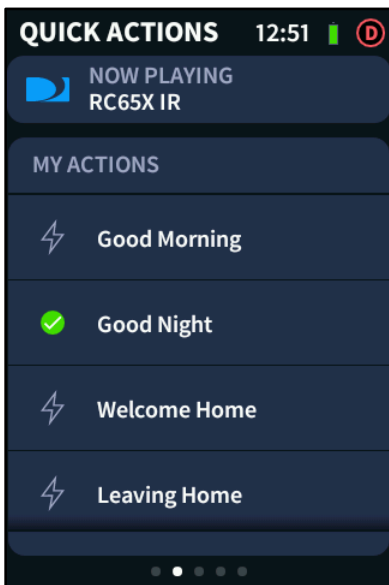 QUICK ACTIONS 12:51 D
NOW PLAYING
RC65X IR
MY ACTIONS
Good Morning
Good Night
Welcome Home
Leaving Home